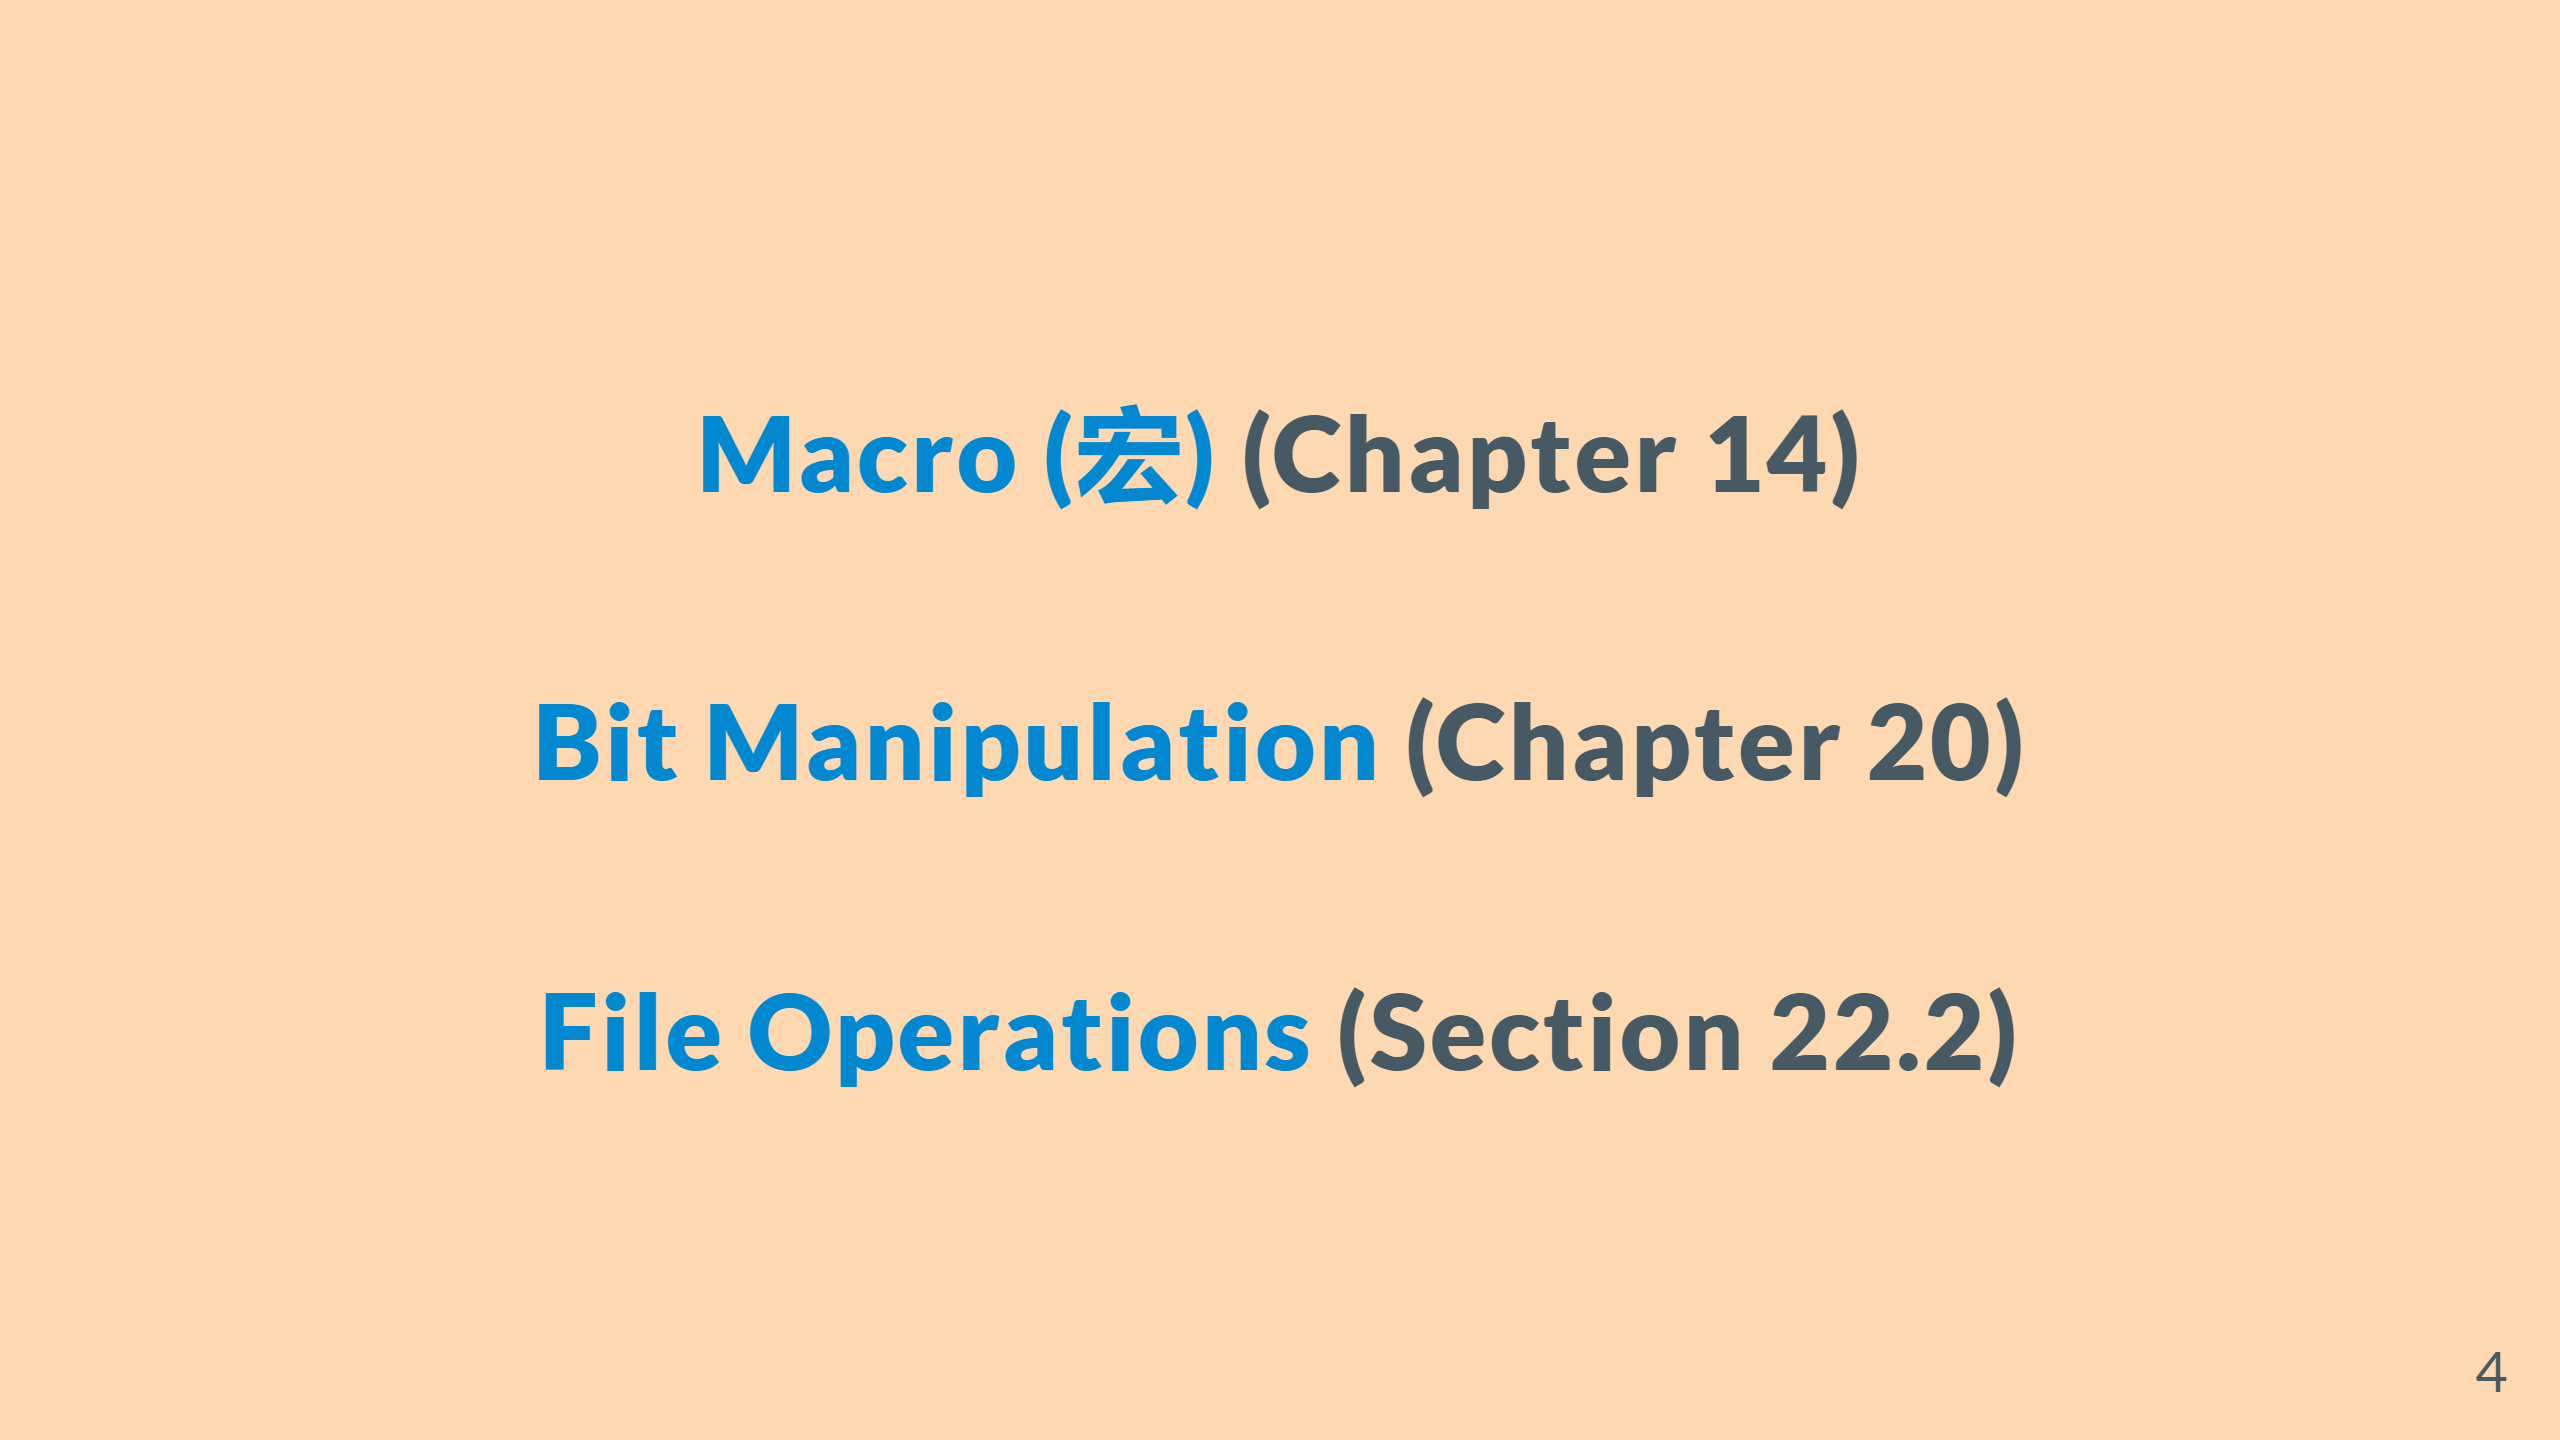 Macro (宏) (Chapter 14)
Bit Manipulation (Chapter 20)
File Operations (Section 22.2)
4